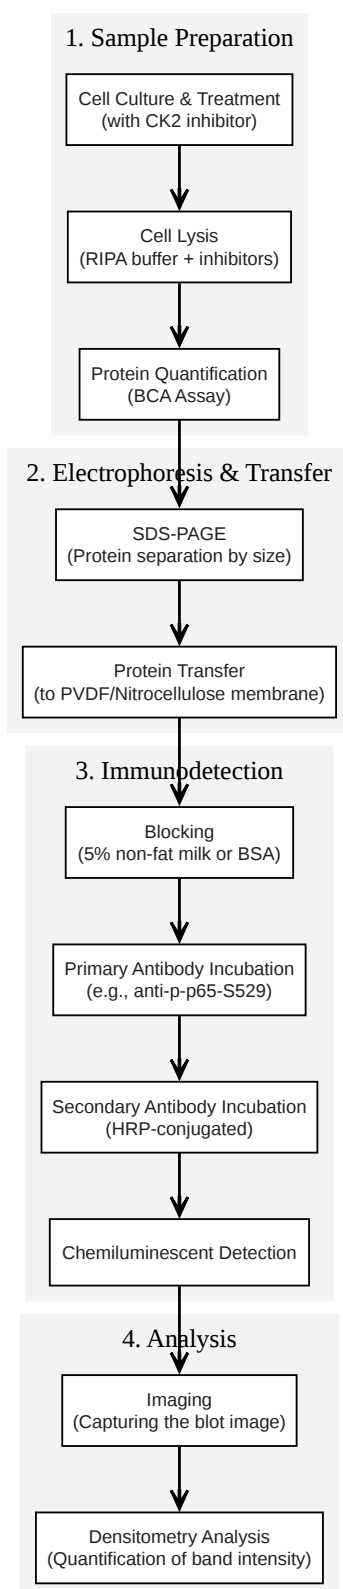 1. Sample Preparation
Cell Culture & Treatment
(with CK2 inhibitor)
Cell Lysis
(RIPA buffer + inhibitors)
Protein Quantification
(BCA Assay)
2. Electrophoresis & Transfer
SDS-PAGE
(Protein separation by size)
Protein Transfer
(to PVDF/Nitrocellulose membrane)
3. Immunodetection
Blocking
(5% non-fat milk or BSA)
Primary Antibody Incubation
(e.g., anti-p-p65-S529)
Secondary Antibody Incubation
(HRP-conjugated)
Chemiluminescent Detection
4. Analysis
Imaging
(Capturing the blot image)
Densitometry Analysis
(Quantification of band intensity)